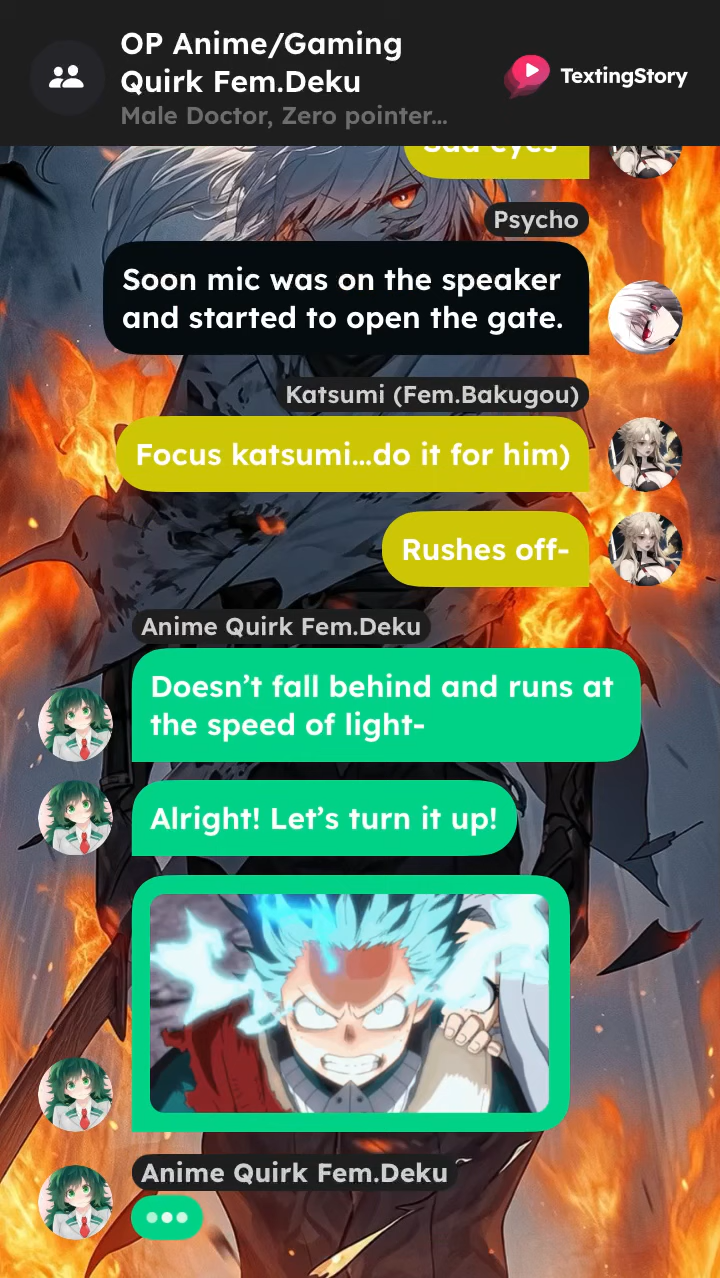 OP Anime/Gaming
Quirk Fem.Deku
Male Doctor, Zero pointer...
TextingStory
Sad eyes
Psycho
Soon mic was on the speaker
and started to open the gate.
Katsumi (Fem.Bakugou)
Focus katsumi...do it for him)
Rushes off-
Anime Quirk Fem.Deku
Doesn't fall behind and runs at
the speed of light-
Alright! Let's turn it up!
Anime Quirk Fem.Deku